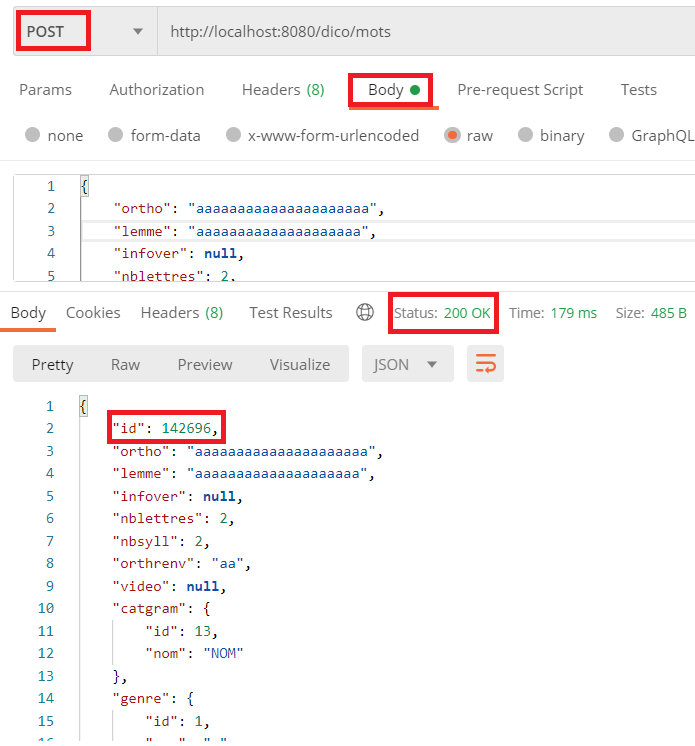 POST http://localhost:8080/dico/mots
Params Authorization Headers (8) Body Pre-request Script Tests
none form-data x-www-form-urlencoded raw binary GraphQL
1 {
2 "ortho": "aaaaaaaaaaaaaaaaaaaaa",
3 "lemme": "aaaaaaaaaaaaaaaaaaaa",
4 "infover": null,
5 "nblettres": 2,
Body Cookies Headers (8) Test Results Status: 200 OK Time: 179 ms Size: 485 B
Pretty Raw Preview Visualize JSON
1 {
2 "id": 142696,
3 "ortho": "aaaaaaaaaaaaaaaaaaaaa",
4 "lemme": "aaaaaaaaaaaaaaaaaaaa",
5 "infover": null,
6 "nblettres": 2,
7 "nbsyll": 2,
8 "orthrenv": "aa",
9 "video": null,
10 "catgram": {
11 "id": 13,
12 "nom": "NOM"
13 },
14 "genre": {
15 "id": 1,